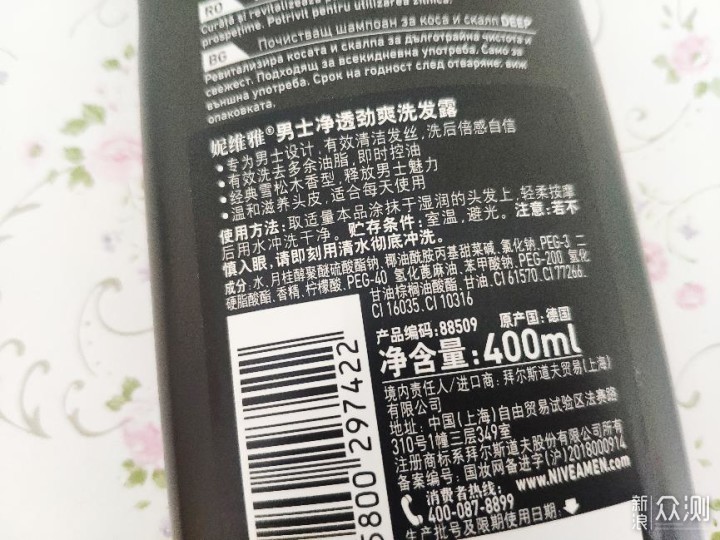 RO
Curăță și revitalizează
prospețime. Potrivit pentru utilizarea zilnică.
BG
Почистващ шампоан за коса и скалп DEEP
Ревитализира косата и скалпа за дълготрайна чистота и
свежест. Подходящ за всекидневна употреба. Само за
външна употреба. Срок на годност след отваряне: виж
опаковката.
妮维雅®男士净透劲爽洗发露
• 专为男士设计,有效清洁发丝,洗后倍感自信
• 有效洗去多余油脂,即时控油
• 经典雪松木香型,释放男士魅力
• 温和滋养头皮,适合每天使用
使用方法:取适量本品涂抹于湿润的头发上,轻柔按摩
后用水冲洗干净。贮存条件:室温,避光。注意:若不
慎入眼,请即刻用清水彻底冲洗。
成分:水,月桂醇聚醚硫酸酯钠,椰油酰胺丙基甜菜碱,氯化钠,PEG-3 二
硬脂酸酯,香精,柠檬酸,PEG-40 氢化蓖麻油,苯甲酸钠,PEG-200 氢化
甘油棕榈油酸酯,甘油,CI 61570,CI 77266,
CI 16035,CI 10316
产品编码:88509 原产国:德国
净含量:400ml
境内责任人/进口商:拜尔斯道夫贸易(上海)
有限公司
地址:中国(上海)自由贸易试验区法赛路
310号1幢三层349室
注册商标系拜尔斯道夫股份有限公司所有
备案编号:国妆网备进字(沪)2018000914
WWW.NIVEAMEN.COM
消费者热线:
400-087-8899
生产批号及限期使用日期:
5800 297422
新浪众测